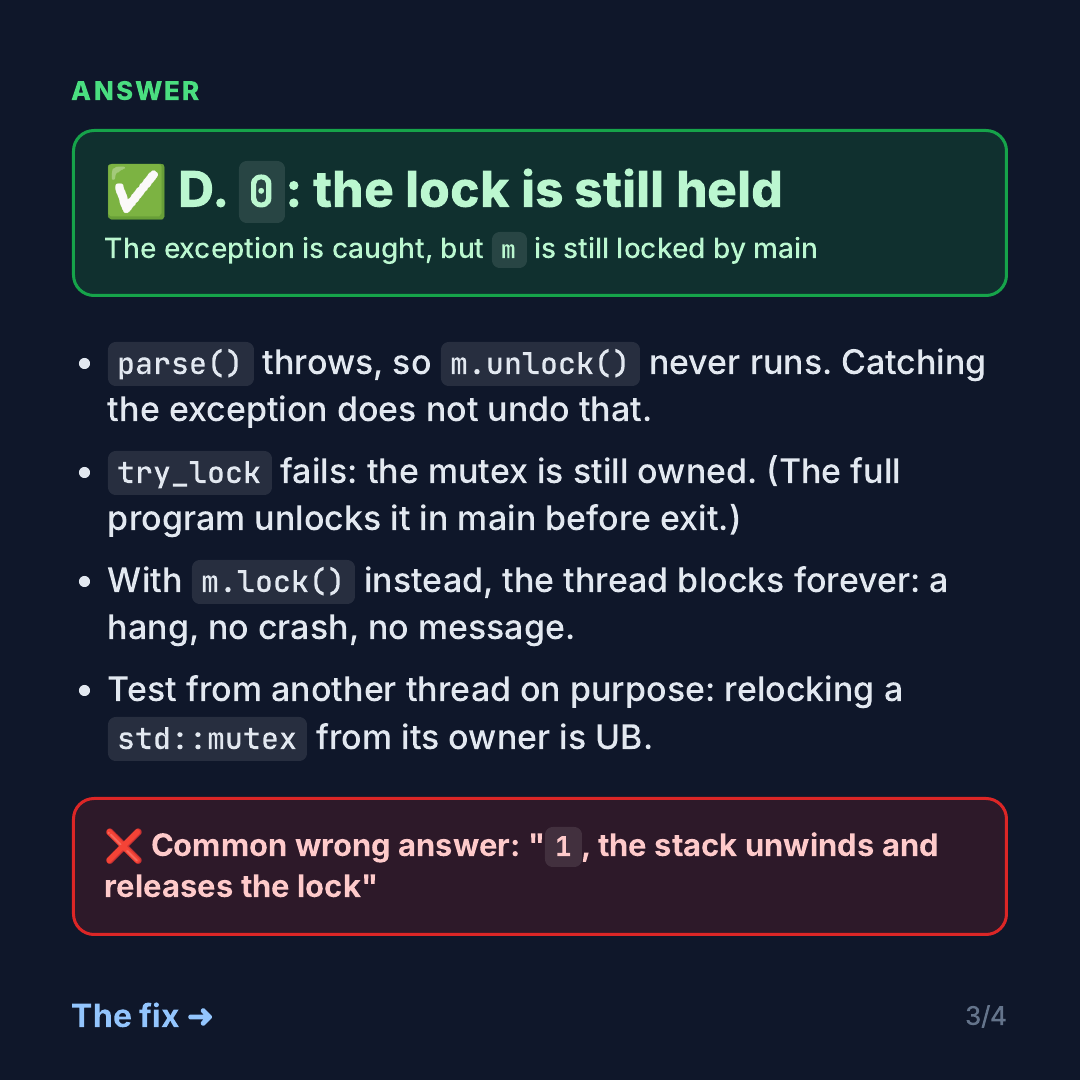 ANSWER
✅ D. 0: the lock is still held
The exception is caught, but m is still locked by main
• parse() throws, so m.unlock() never runs. Catching
the exception does not undo that.
• try_lock fails: the mutex is still owned. (The full
program unlocks it in main before exit.)
• With m.lock() instead, the thread blocks forever: a
hang, no crash, no message.
• Test from another thread on purpose: relocking a
std::mutex from its owner is UB.
❌ Common wrong answer: "1, the stack unwinds and
releases the lock"
The fix ➜
3/4